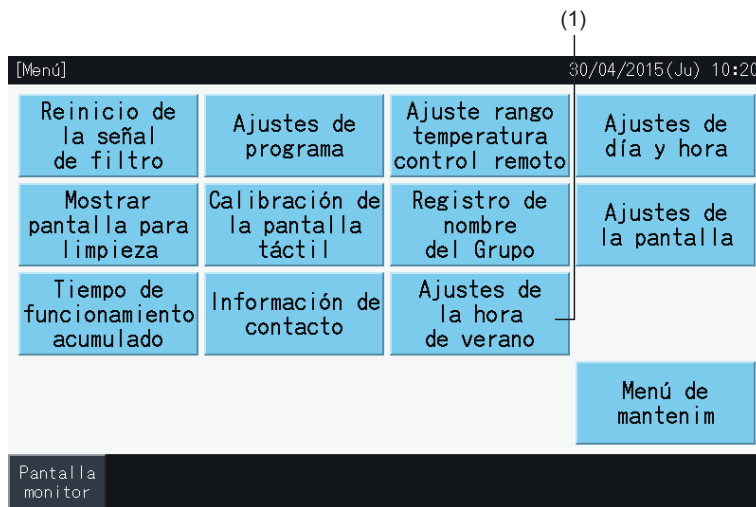 (1)
[Menú] 30/04/2015(Ju) 10:20
Reinicio de
la señal
de filtro
Ajustes de
programa
Ajuste rango
temperatura
control remoto
Ajustes de
día y hora
Mostrar
pantalla para
limpieza
Calibración de
la pantalla
táctil
Registro de
nombre
del Grupo
Ajustes de
la pantalla
Tiempo de
funcionamiento
acumulado
Información de
contacto
Ajustes de
la hora
de verano
Menú de
mantenim
Pantalla
monitor